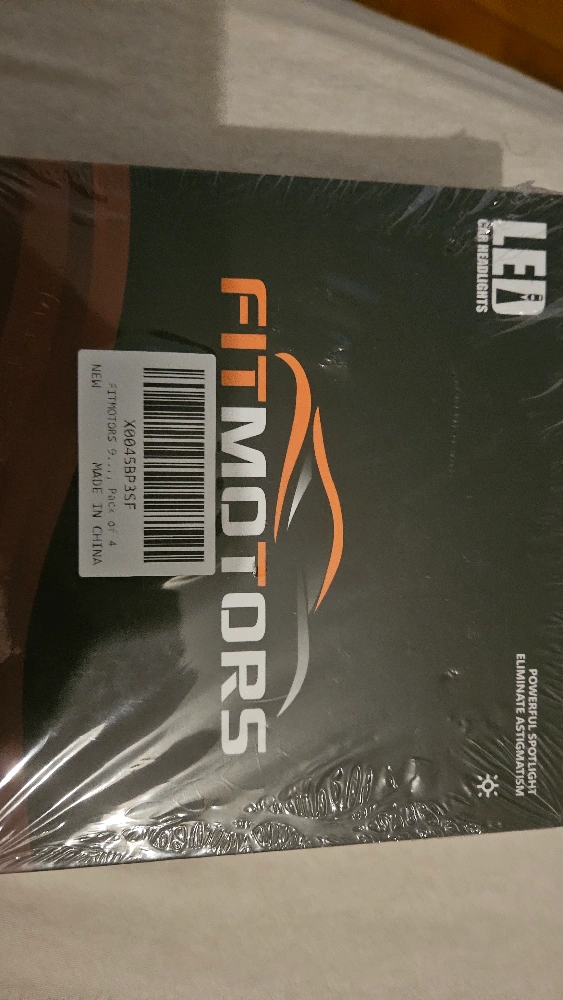 LED
CAR HEADLIGHTS
POWERFUL SPOTLIGHT
ELIMINATE ASTIGMATISM
FITMOTORS
X0045BP3SF
FITMOTORS 9..., Pack of 4
NEW MADE IN CHINA